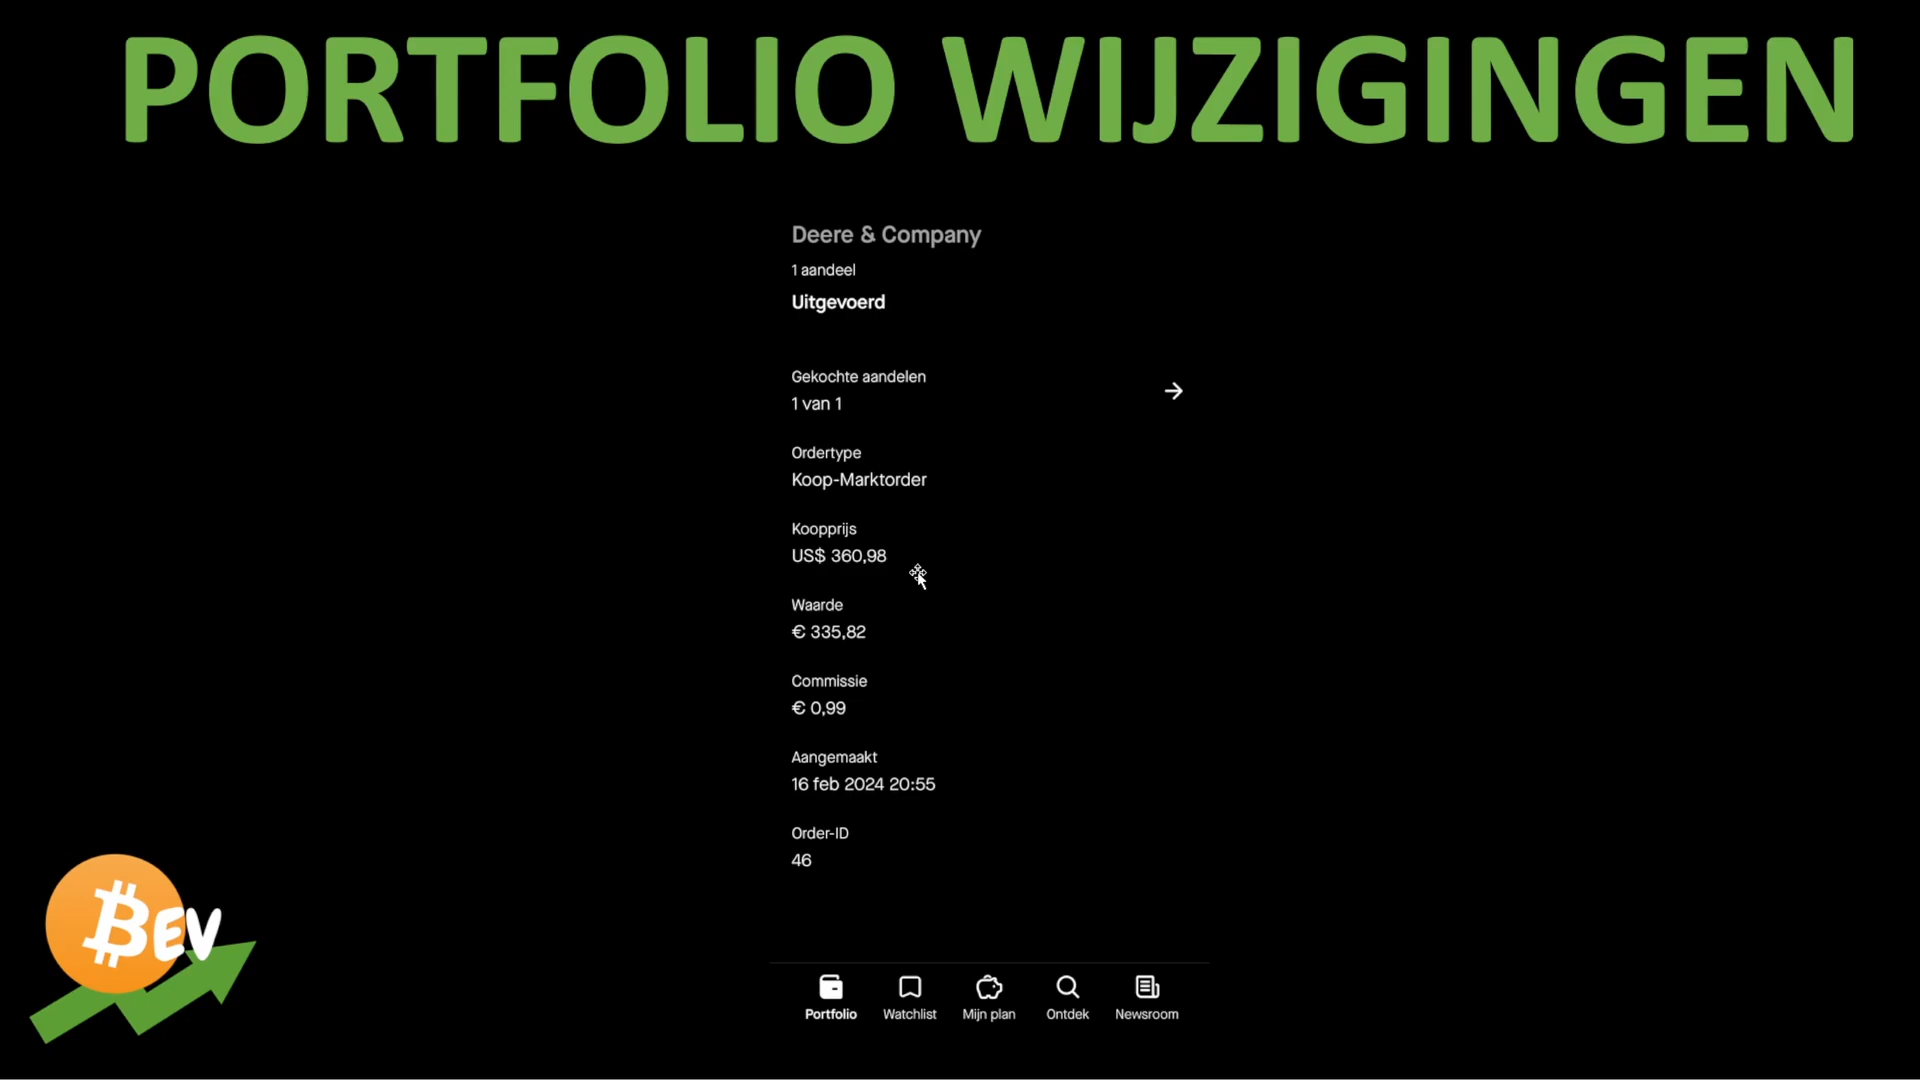 PORTFOLIO WIJZIGINGEN
Deere & Company
1 aandeel
Uitgevoerd
Gekochte aandelen
1 van 1
Ordertype
Koop-Marktorder
Koopprijs
US$ 360,98
Waarde
€ 335,82
Commissie
€ 0,99
Aangemaakt
16 feb 2024 20:55
Order-ID
46
₿EV
Portfolio Watchlist Mijn plan Ontdek Newsroom